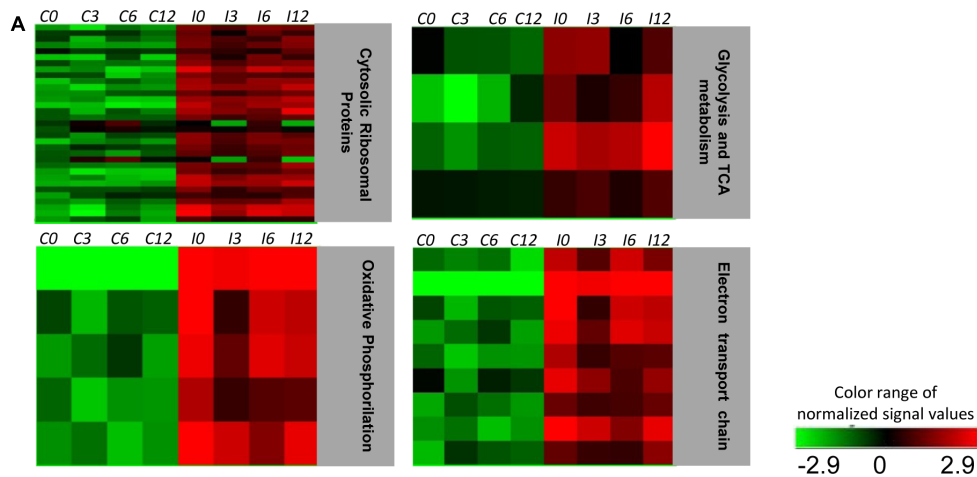 A
C0 C3 C6 C12 I0 I3 I6 I12
Cytosolic Ribosomal
Proteins
C0 C3 C6 C12 I0 I3 I6 I12
Glycolysis and TCA
metabolism
C0 C3 C6 C12 I0 I3 I6 I12
Oxidative Phosphorilation
C0 C3 C6 C12 I0 I3 I6 I12
Electron transport chain
Color range of
normalized signal values
-2.9 0 2.9